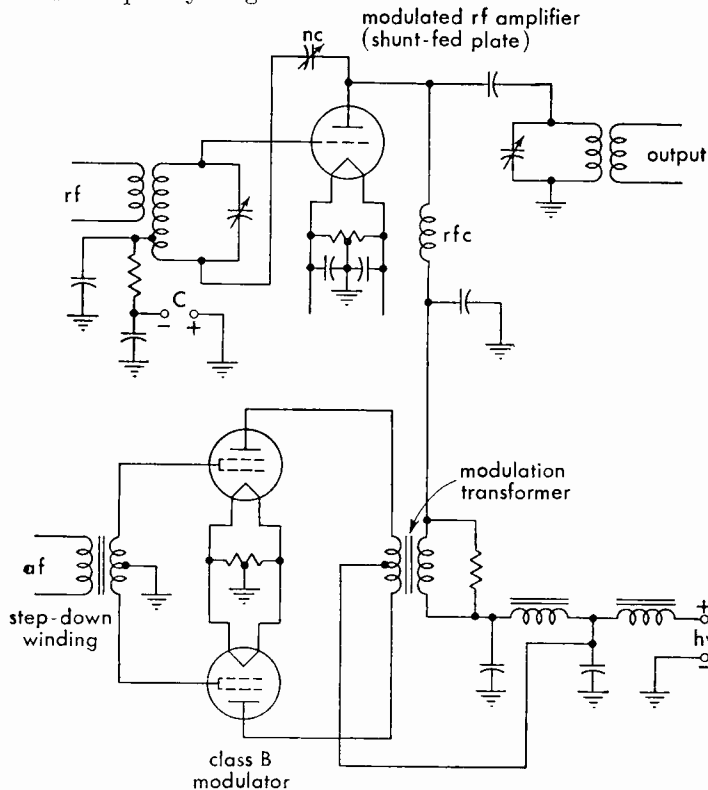 modulated rf amplifier
(shunt-fed plate)
nc
rf
output
rfc
C
− +
modulation
transformer
af
step-down
winding
+
hv
−
class B
modulator